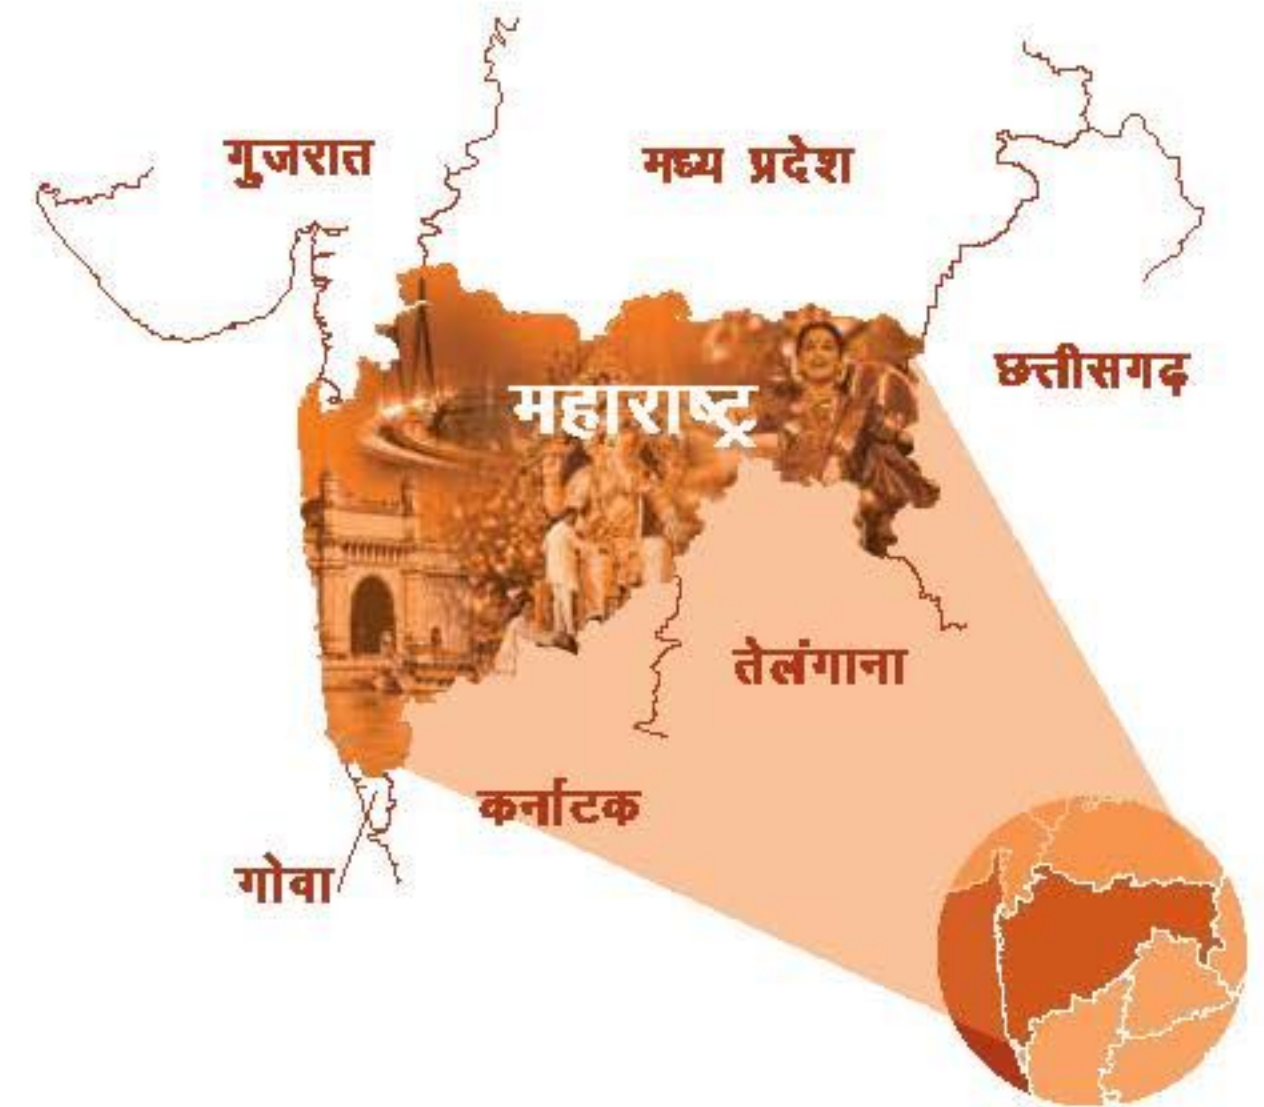 गुजरात
मध्य प्रदेश
छत्तीसगढ़
महाराष्ट्र
तेलंगाना
कर्नाटक
गोवा